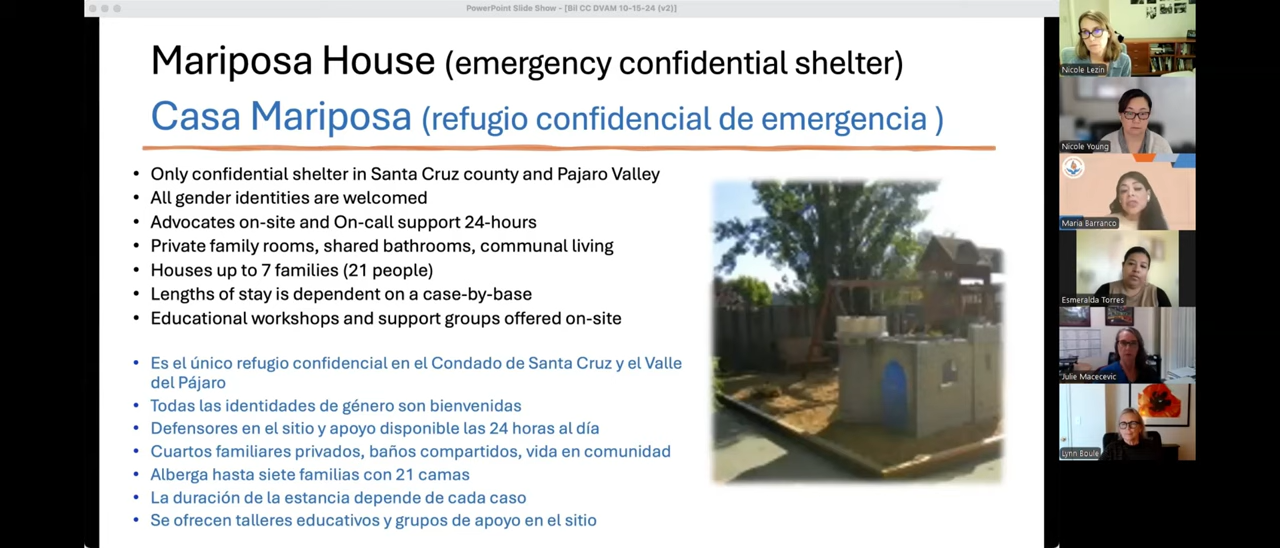 PowerPoint Slide Show - [Bil CC DVAM 10-15-24 (v2)]
Mariposa House (emergency confidential shelter)
Casa Mariposa (refugio confidencial de emergencia )
• Only confidential shelter in Santa Cruz county and Pajaro Valley
• All gender identities are welcomed
• Advocates on-site and On-call support 24-hours
• Private family rooms, shared bathrooms, communal living
• Houses up to 7 families (21 people)
• Lengths of stay is dependent on a case-by-base
• Educational workshops and support groups offered on-site
• Es el único refugio confidencial en el Condado de Santa Cruz y el Valle
del Pájaro
• Todas las identidades de género son bienvenidas
• Defensores en el sitio y apoyo disponible las 24 horas al día
• Cuartos familiares privados, baños compartidos, vida en comunidad
• Alberga hasta siete familias con 21 camas
• La duración de la estancia depende de cada caso
• Se ofrecen talleres educativos y grupos de apoyo en el sitio
Nicole Lezin
Nicole Young
Maria Barranco
Esmeralda Torres
Julie Macecevic
Lynn Boule